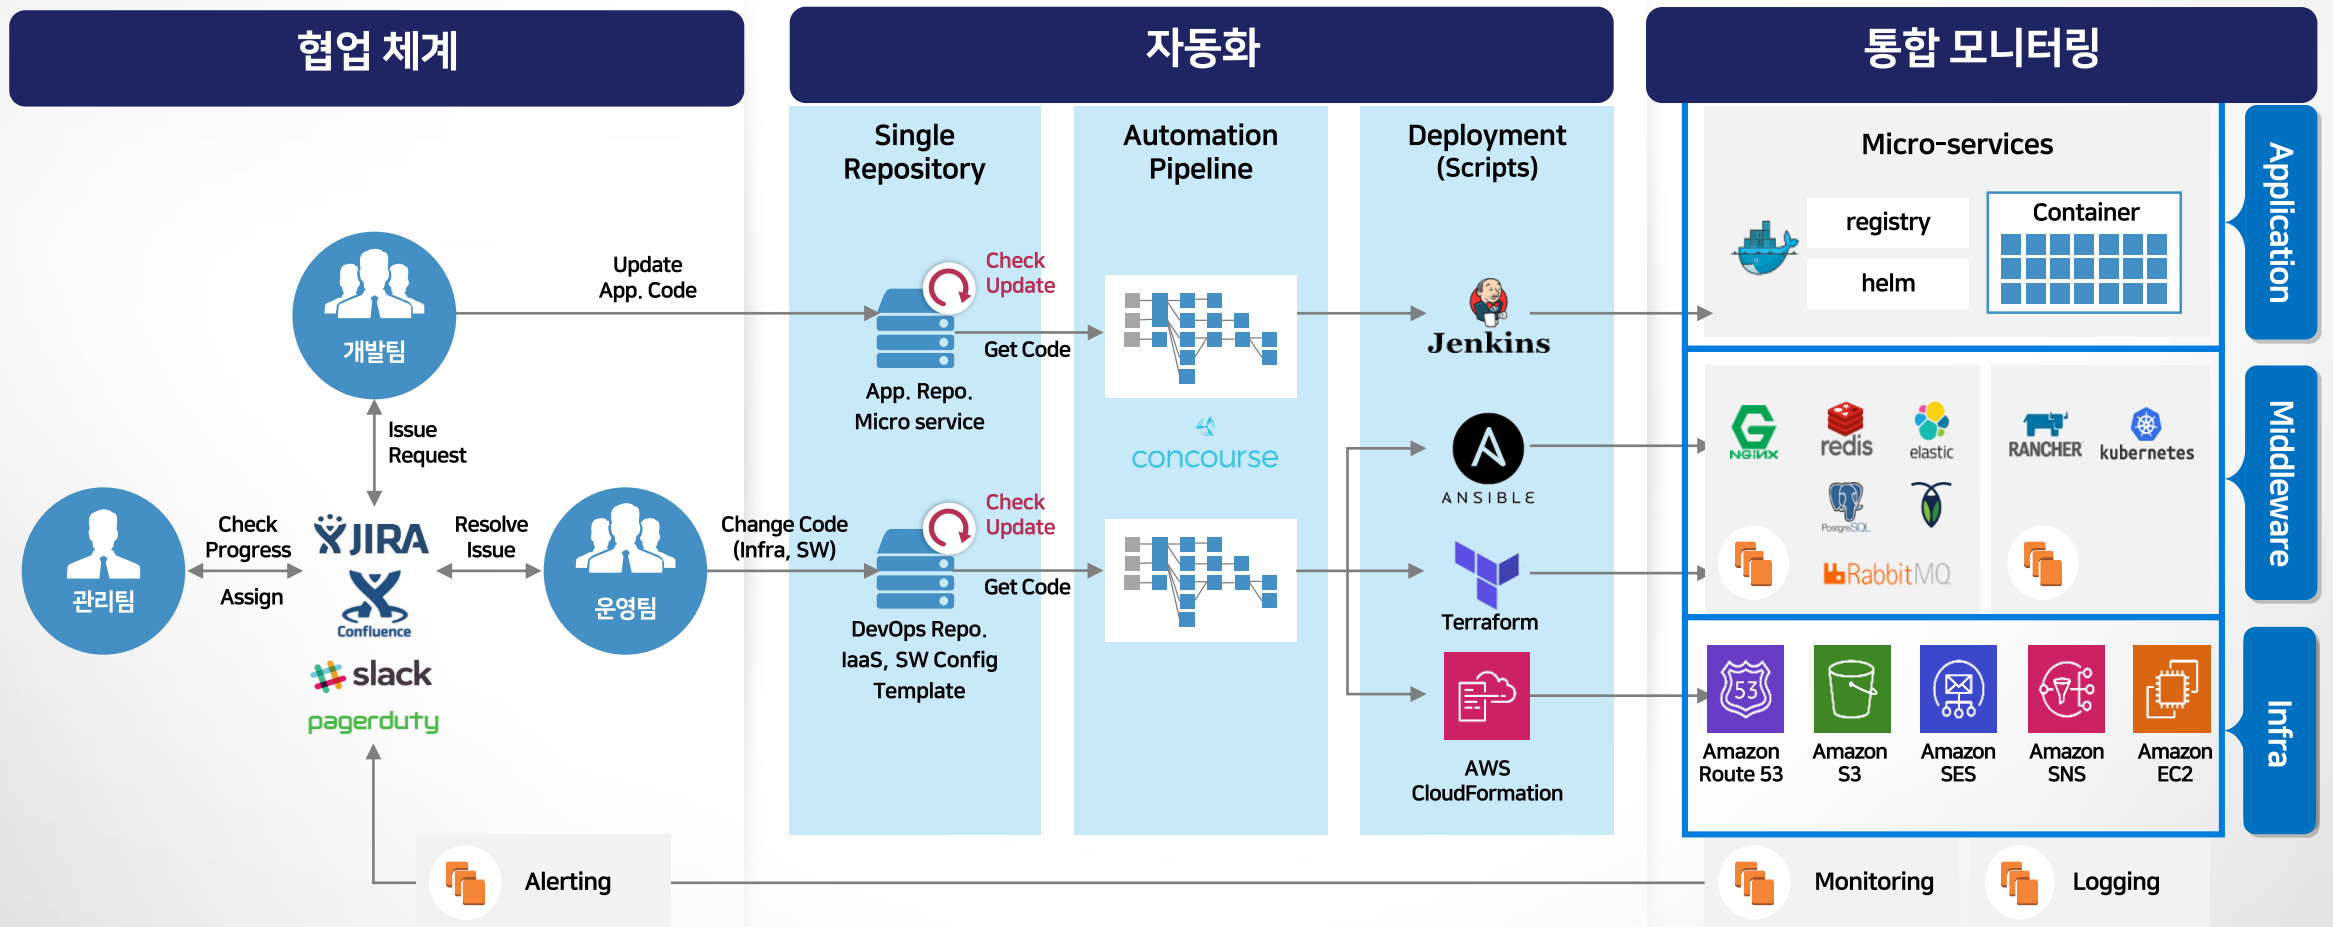 협업 체계
자동화
통합 모니터링
Single
Repository
Automation
Pipeline
Deployment
(Scripts)
Micro-services
registry
helm
Container
Application
개발팀
Update
App. Code
Check
Update
Get Code
App. Repo.
Micro service
Jenkins
Issue
Request
concourse
ANSIBLE
NGINX
redis
elastic
RANCHER
kubernetes
PostgreSQL
RabbitMQ
Middleware
관리팀
Check
Progress
Assign
JIRA
Confluence
slack
pagerduty
Resolve
Issue
운영팀
Change Code
(Infra, SW)
Check
Update
Get Code
DevOps Repo.
IaaS, SW Config
Template
Terraform
AWS
CloudFormation
53
Amazon
Route 53
Amazon
S3
Amazon
SES
Amazon
SNS
Amazon
EC2
Infra
Alerting
Monitoring
Logging